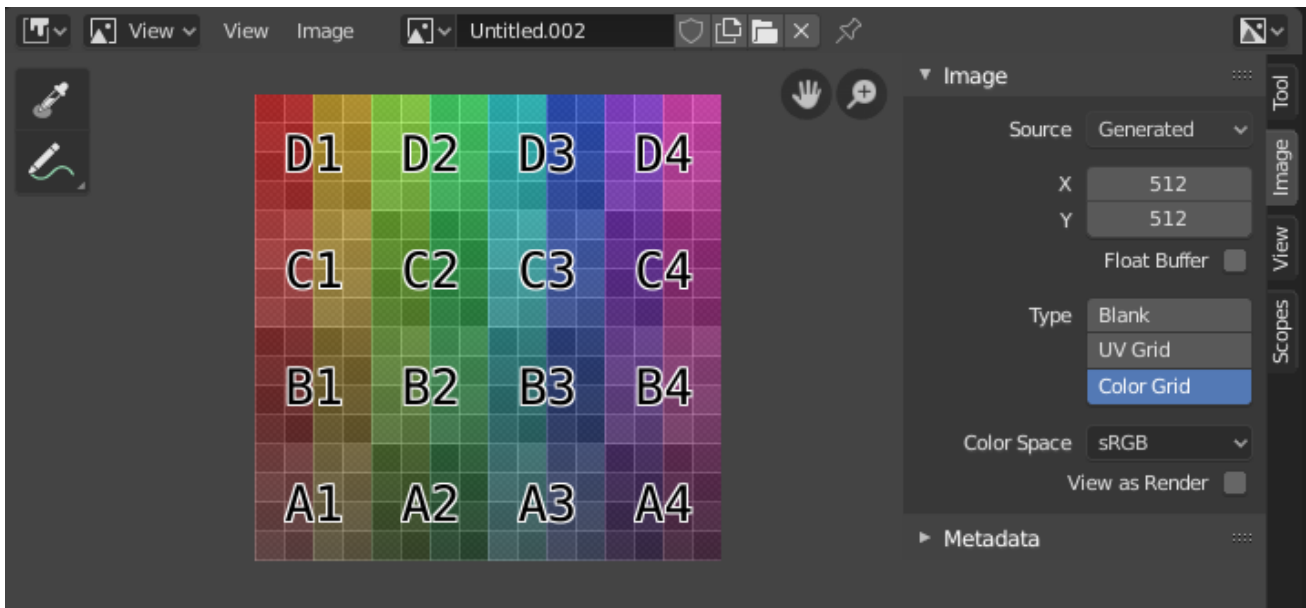 View View Image Untitled.002
D1 D2 D3 D4
C1 C2 C3 C4
B1 B2 B3 B4
A1 A2 A3 A4
Image
Source Generated
X 512
Y 512
Float Buffer
Type Blank
UV Grid
Color Grid
Color Space sRGB
View as Render
Metadata
Tool
Image
View
Scopes